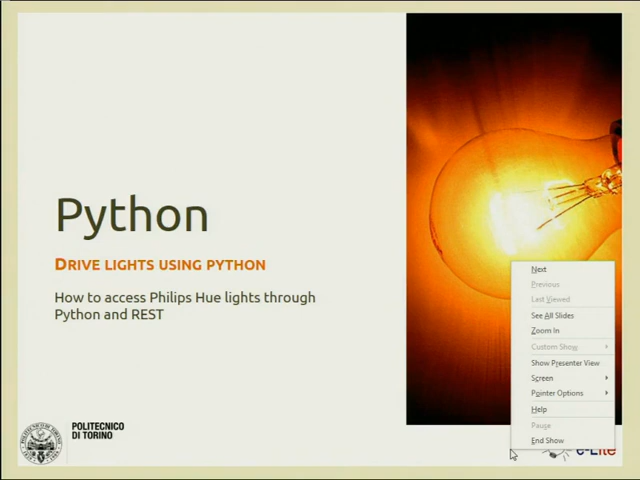 Python
DRIVE LIGHTS USING PYTHON
How to access Philips Hue lights through
Python and REST
POLITECNICO
DI TORINO
Next
Previous
Last Viewed
See All Slides
Zoom In
Custom Show
Show Presenter View
Screen
Pointer Options
Help
Pause
End Show
e-Lite